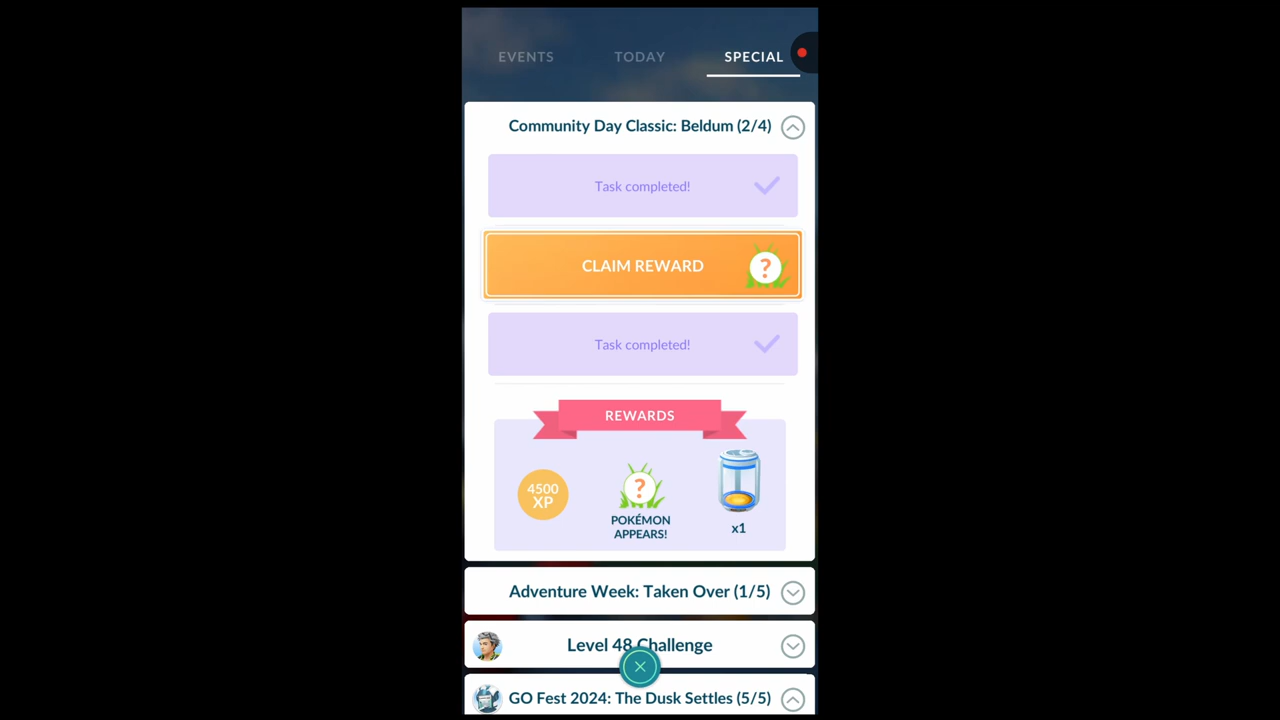 EVENTS TODAY SPECIAL
Community Day Classic: Beldum (2/4)
Task completed!
CLAIM REWARD ?
Task completed!
REWARDS
4500
XP
?
POKÉMON
APPEARS!
x1
Adventure Week: Taken Over (1/5)
Level 48 Challenge
GO Fest 2024: The Dusk Settles (5/5)